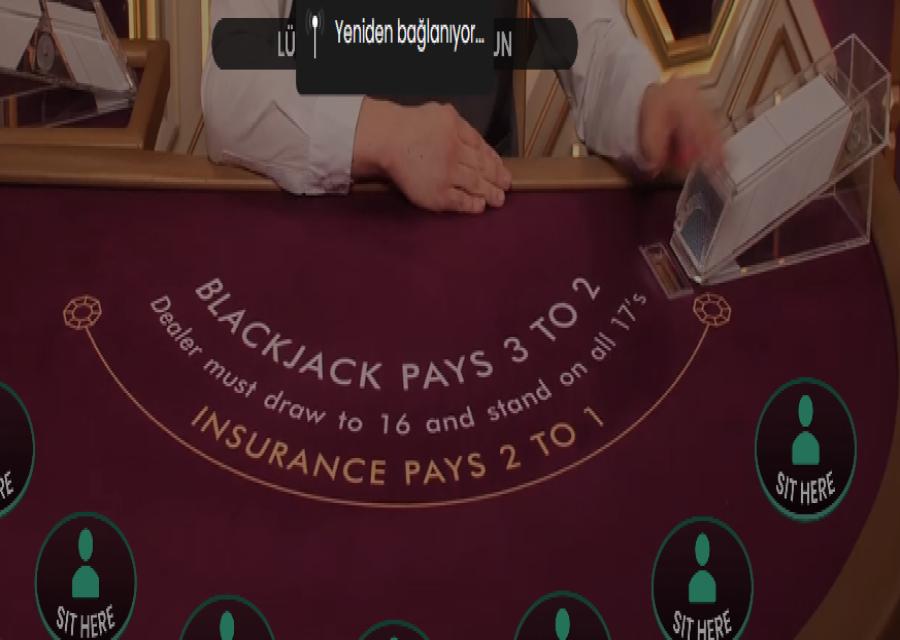 Yeniden bağlanıyor...
BLACKJACK PAYS 3 TO 2
Dealer must draw to 16 and stand on all 17's
INSURANCE PAYS 2 TO 1
SIT HERE
SIT HERE
SIT HERE
SIT HERE